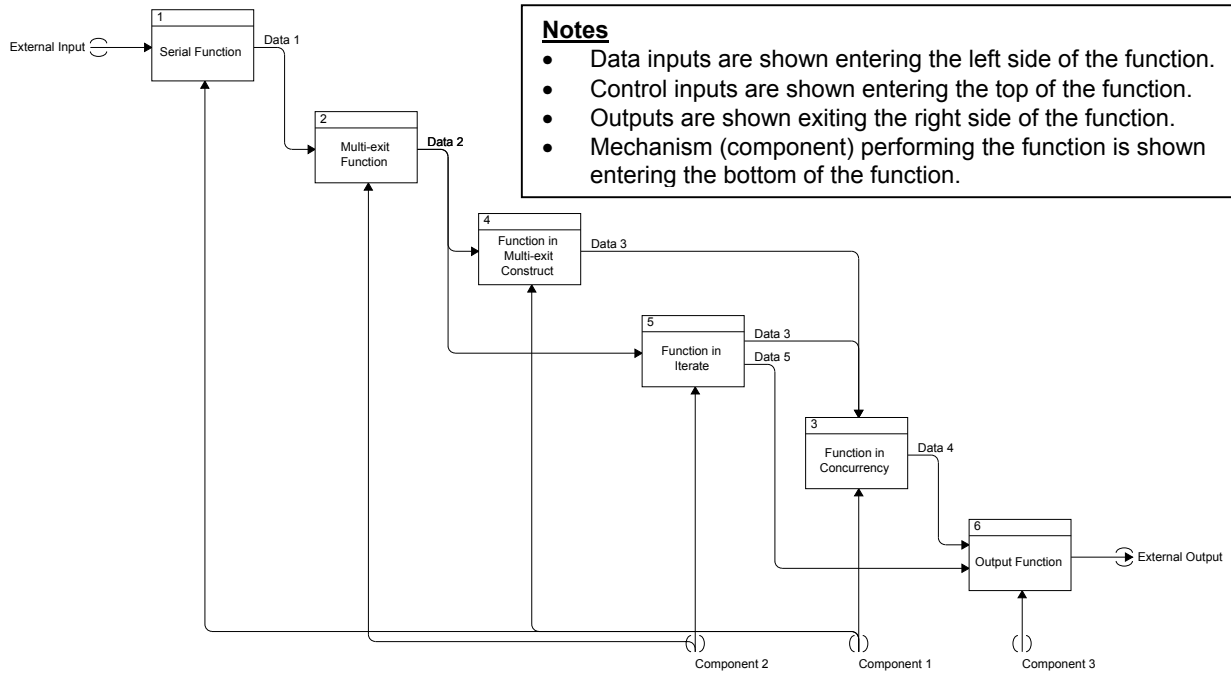 Notes
• Data inputs are shown entering the left side of the function.
• Control inputs are shown entering the top of the function.
• Outputs are shown exiting the right side of the function.
• Mechanism (component) performing the function is shown
entering the bottom of the function.
External Input
1
Serial Function
Data 1
2
Multi-exit
Function
Data 2
4
Function in
Multi-exit
Construct
Data 3
5
Function in
Iterate
Data 3
Data 5
3
Function in
Concurrency
Data 4
6
Output Function
External Output
Component 2
Component 1
Component 3